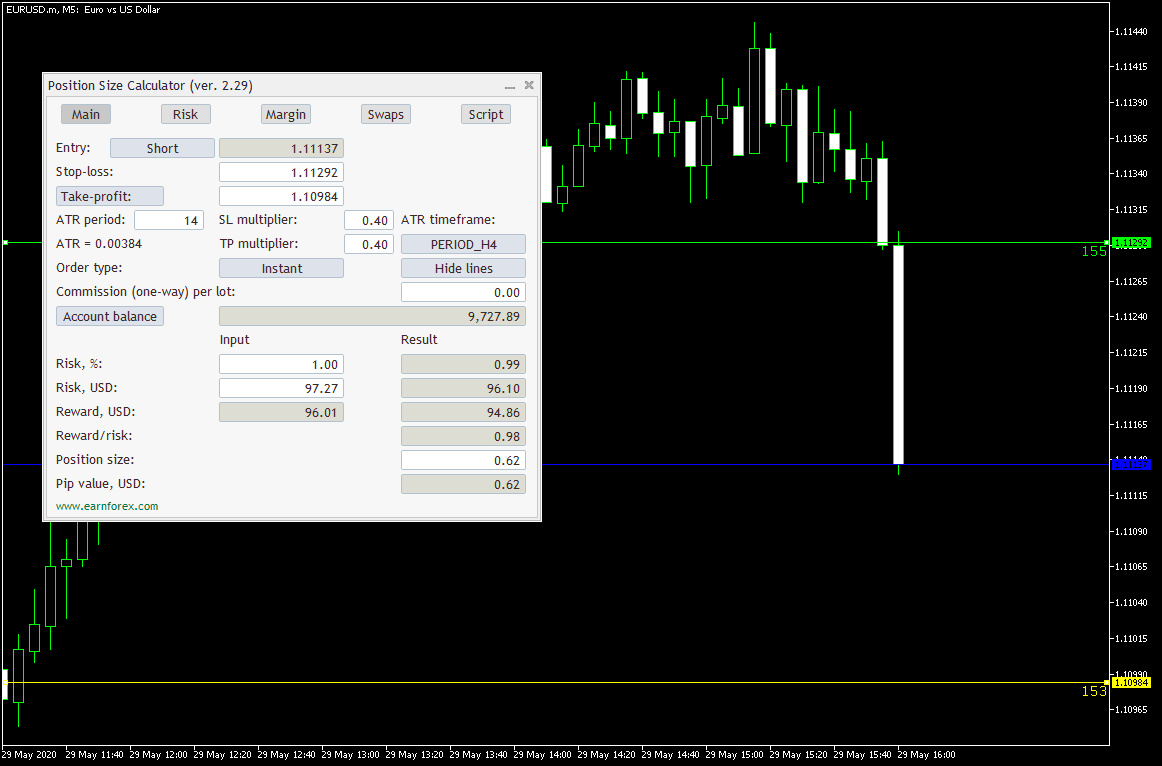 EURUSD.m, M5: Euro vs US Dollar
Position Size Calculator (ver. 2.29)
Main Risk Margin Swaps Script
Entry: Short 1.11137
Stop-loss: 1.11292
Take-profit: 1.10984
ATR period: 14 SL multiplier: 0.40 ATR timeframe:
ATR = 0.00384 TP multiplier: 0.40 PERIOD_H4
Order type: Instant Hide lines
Commission (one-way) per lot: 0.00
Account balance 9,727.89
Input Result
Risk, %: 1.00 0.99
Risk, USD: 97.27 96.10
Reward, USD: 96.01 94.86
Reward/risk: 0.98
Position size: 0.62
Pip value, USD: 0.62
www.earnforex.com
1.11440
1.11415
1.11390
1.11365
1.11340
1.11315
1.11292
155
1.11265
1.11240
1.11215
1.11190
1.11165
1.11137
1.11115
1.11090
1.11065
1.11040
1.11015
1.10990
1.10984
153
1.10965
29 May 2020 29 May 11:40 29 May 12:00 29 May 12:20 29 May 12:40 29 May 13:00 29 May 13:20 29 May 13:40 29 May 14:00 29 May 14:20 29 May 14:40 29 May 15:00 29 May 15:20 29 May 15:40 29 May 16:00